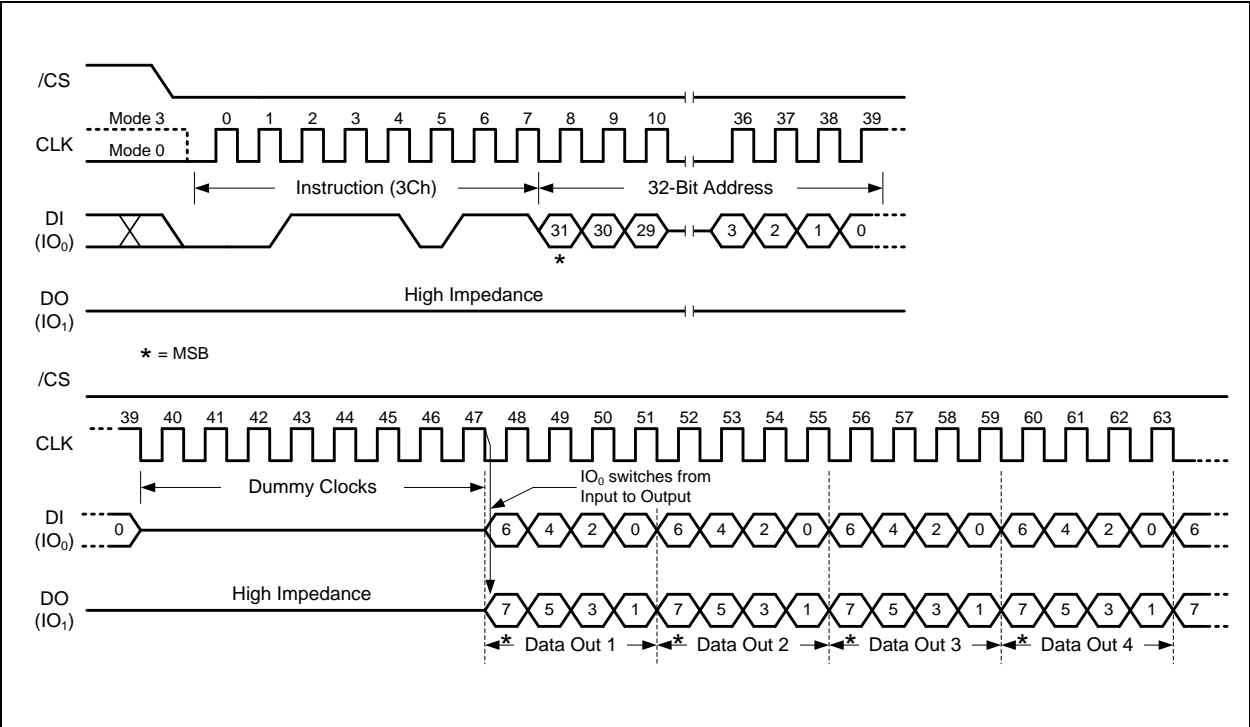 /CS
Mode 3
0 1 2 3 4 5 6 7 8 9 10 36 37 38 39
CLK
Mode 0
Instruction (3Ch) 32-Bit Address
DI
(IO0)
31 30 29 3 2 1 0
*
High Impedance
DO
(IO1)
* = MSB
/CS
39 40 41 42 43 44 45 46 47 48 49 50 51 52 53 54 55 56 57 58 59 60 61 62 63
CLK
Dummy Clocks
IO0 switches from
Input to Output
DI
(IO0)
0 6 4 2 0 6 4 2 0 6 4 2 0 6 4 2 0 6
High Impedance
DO
(IO1)
7 5 3 1 7 5 3 1 7 5 3 1 7 5 3 1 7
* Data Out 1 * Data Out 2 * Data Out 3 * Data Out 4